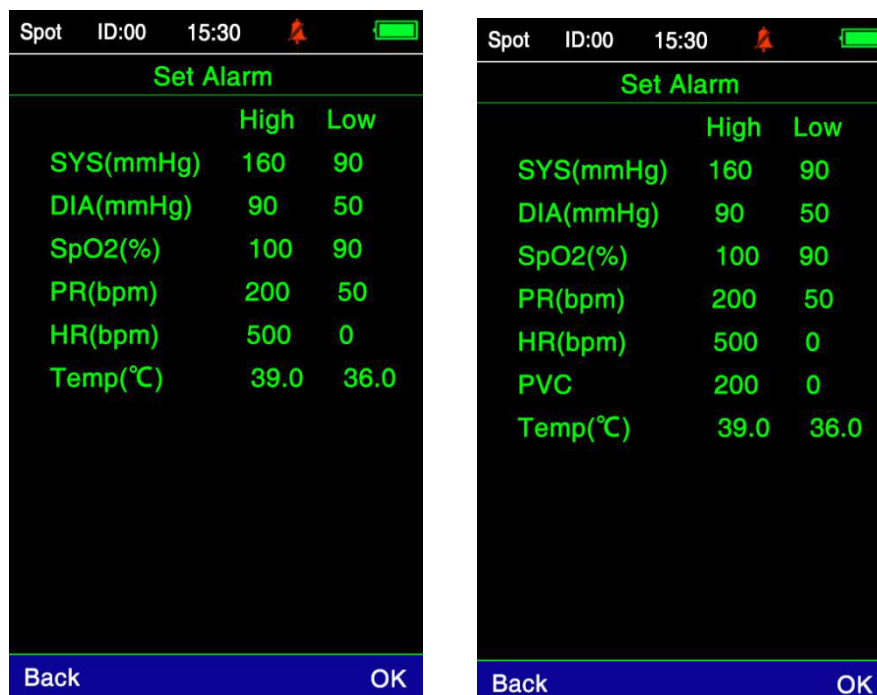 Spot ID:00 15:30
Set Alarm
High Low
SYS(mmHg) 160 90
DIA(mmHg) 90 50
SpO2(%) 100 90
PR(bpm) 200 50
HR(bpm) 500 0
Temp(℃) 39.0 36.0
Back OK
Spot ID:00 15:30
Set Alarm
High Low
SYS(mmHg) 160 90
DIA(mmHg) 90 50
SpO2(%) 100 90
PR(bpm) 200 50
HR(bpm) 500 0
PVC 200 0
Temp(℃) 39.0 36.0
Back OK